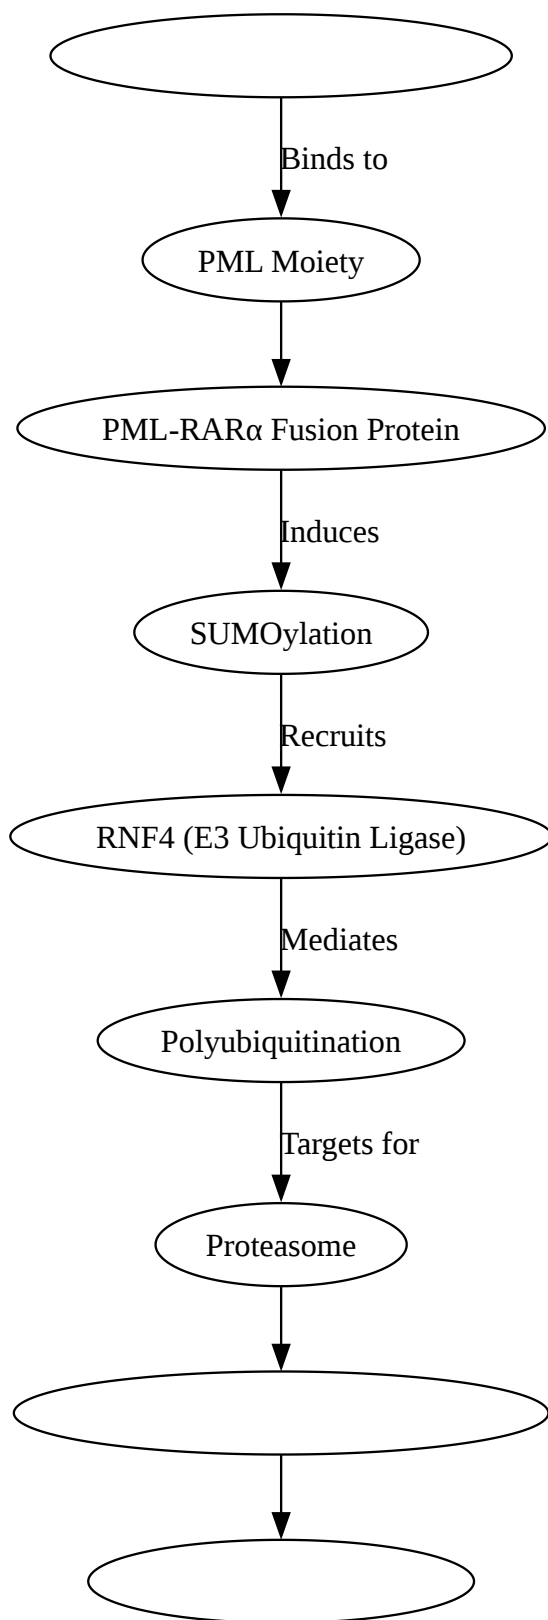 Binds to
PML Moiety
PML-RARα Fusion Protein
Induces
SUMOylation
Recruits
RNF4 (E3 Ubiquitin Ligase)
Mediates
Polyubiquitination
Targets for
Proteasome